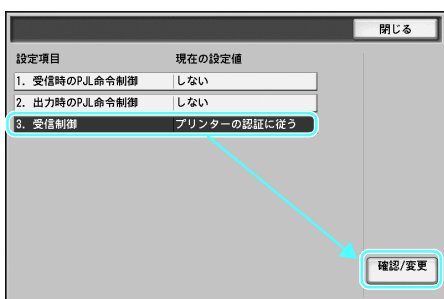 閉じる
設定項目 現在の設定値
1. 受信時のPJL命令制御 しない
2. 出力時のPJL命令制御 しない
3. 受信制御 プリンターの認証に従う
確認/変更